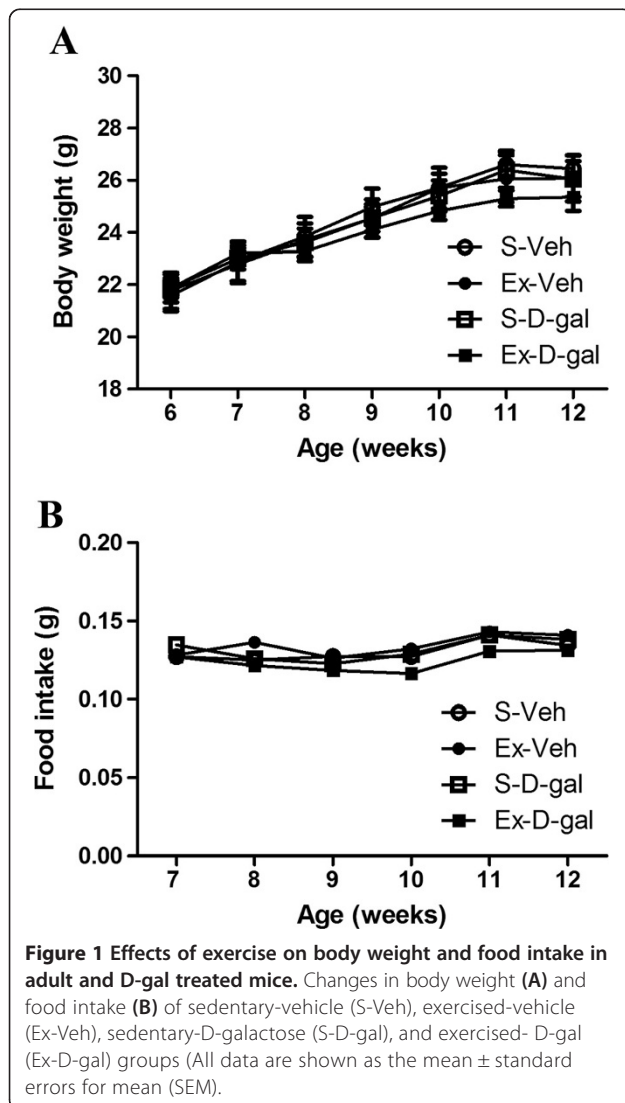 A
30
28
26
24
22
20
18
Body weight (g)
S-Veh
Ex-Veh
S-D-gal
Ex-D-gal
6 7 8 9 10 11 12
Age (weeks)
B
0.20
0.15
0.10
0.05
0.00
Food intake (g)
S-Veh
Ex-Veh
S-D-gal
Ex-D-gal
7 8 9 10 11 12
Age (weeks)
Figure 1 Effects of exercise on body weight and food intake in
adult and D-gal treated mice. Changes in body weight (A) and
food intake (B) of sedentary-vehicle (S-Veh), exercised-vehicle
(Ex-Veh), sedentary-D-galactose (S-D-gal), and exercised- D-gal
(Ex-D-gal) groups (All data are shown as the mean ± standard
errors for mean (SEM).